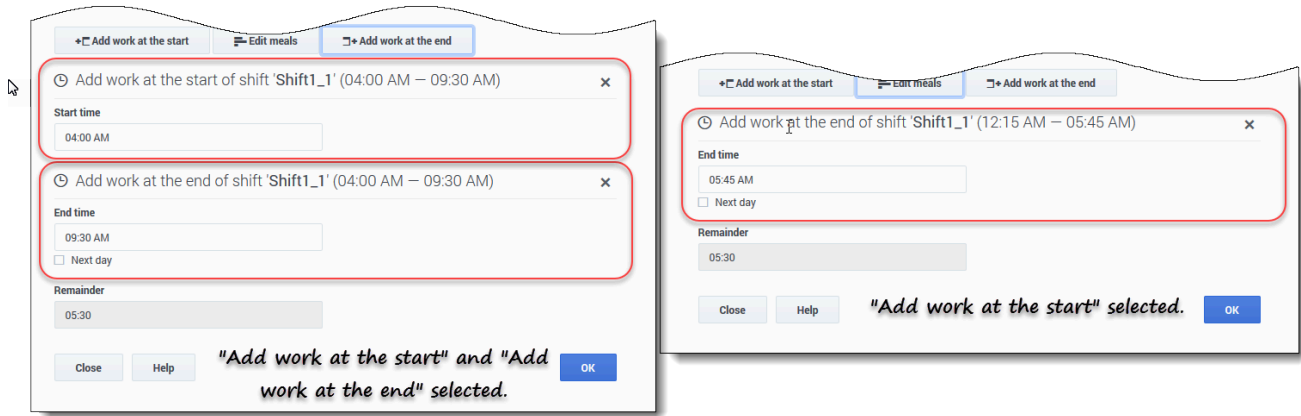 Add work at the start
Edit meals
Add work at the end
Add work at the start of shift 'Shift1_1' (04:00 AM — 09:30 AM)
Start time
04:00 AM
Add work at the end of shift 'Shift1_1' (04:00 AM — 09:30 AM)
End time
09:30 AM
Next day
Remainder
05:30
Close
Help
"Add work at the start" and "Add
work at the end" selected.
OK
Add work at the start
Edit meals
Add work at the end
Add work at the end of shift 'Shift1_1' (12:15 AM — 05:45 AM)
End time
05:45 AM
Next day
Remainder
05:30
Close
Help
"Add work at the start" selected.
OK